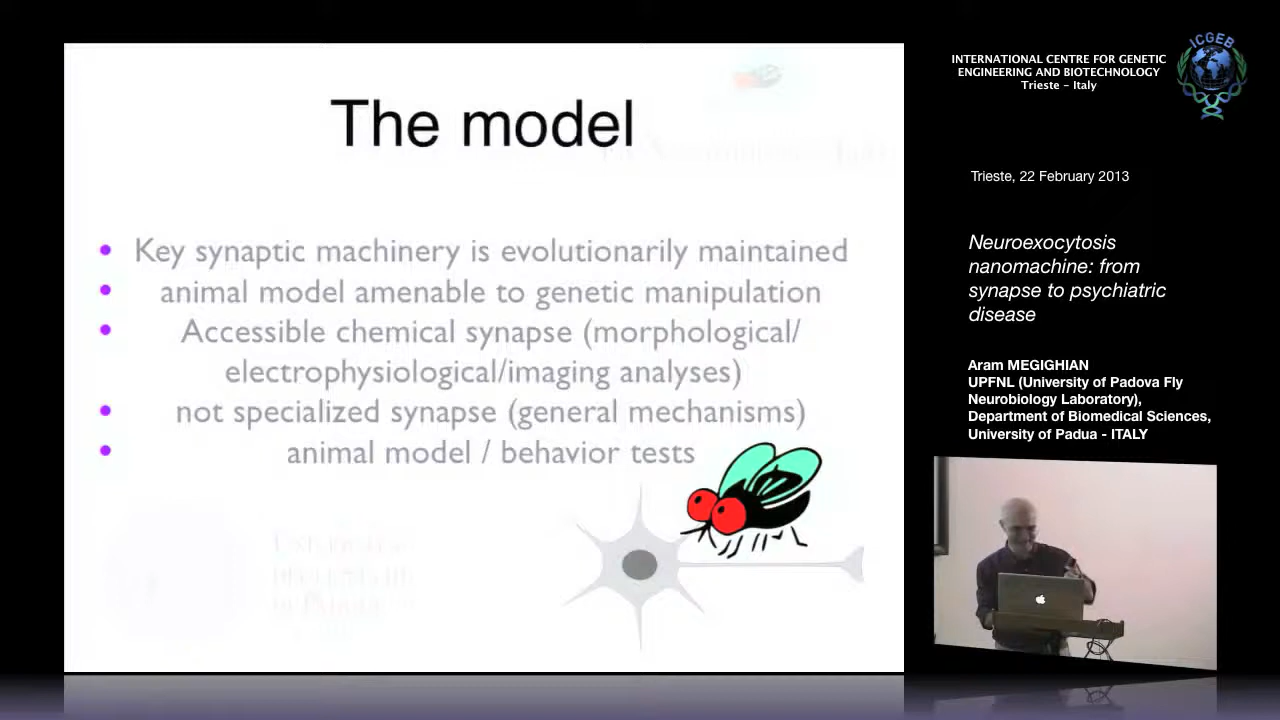 The model
Key synaptic machinery is evolutionarily maintained
animal model amenable to genetic manipulation
Accessible chemical synapse (morphological/
electrophysiological/imaging analyses)
not specialized synapse (general mechanisms)
animal model / behavior tests
INTERNATIONAL CENTRE FOR GENETIC
ENGINEERING AND BIOTECHNOLOGY
Trieste - Italy
ICGEB
Trieste, 22 February 2013
Neuroexocytosis
nanomachine: from
synapse to psychiatric
disease
Aram MEGIGHIAN
UPFNL (University of Padova Fly
Neurobiology Laboratory),
Department of Biomedical Sciences,
University of Padua - ITALY